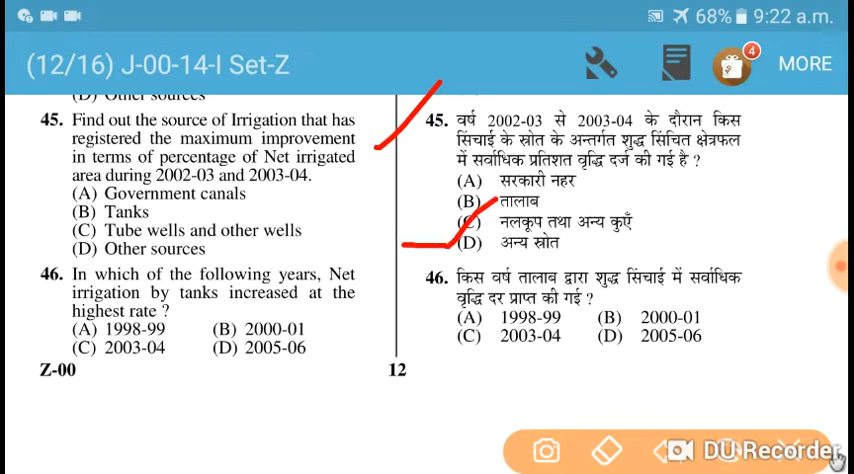 68% 9:22 a.m.
(12/16) J-00-14-I Set-Z
4
MORE
(D) Other sources
45. Find out the source of Irrigation that has
registered the maximum improvement
in terms of percentage of Net irrigated
area during 2002-03 and 2003-04.
(A) Government canals
(B) Tanks
(C) Tube wells and other wells
(D) Other sources
46. In which of the following years, Net
irrigation by tanks increased at the
highest rate ?
(A) 1998-99 (B) 2000-01
(C) 2003-04 (D) 2005-06
Z-00
45. वर्ष 2002-03 से 2003-04 के दौरान किस
सिंचाई के स्रोत के अन्तर्गत शुद्ध सिंचित क्षेत्रफल
में सर्वाधिक प्रतिशत वृद्धि दर्ज की गई है ?
(A) सरकारी नहर
(B) तालाब
(C) नलकूप तथा अन्य कुएँ
(D) अन्य स्रोत
46. किस वर्ष तालाब द्वारा शुद्ध सिंचाई में सर्वाधिक
वृद्धि दर प्राप्त की गई ?
(A) 1998-99 (B) 2000-01
(C) 2003-04 (D) 2005-06
12
DU Recorder